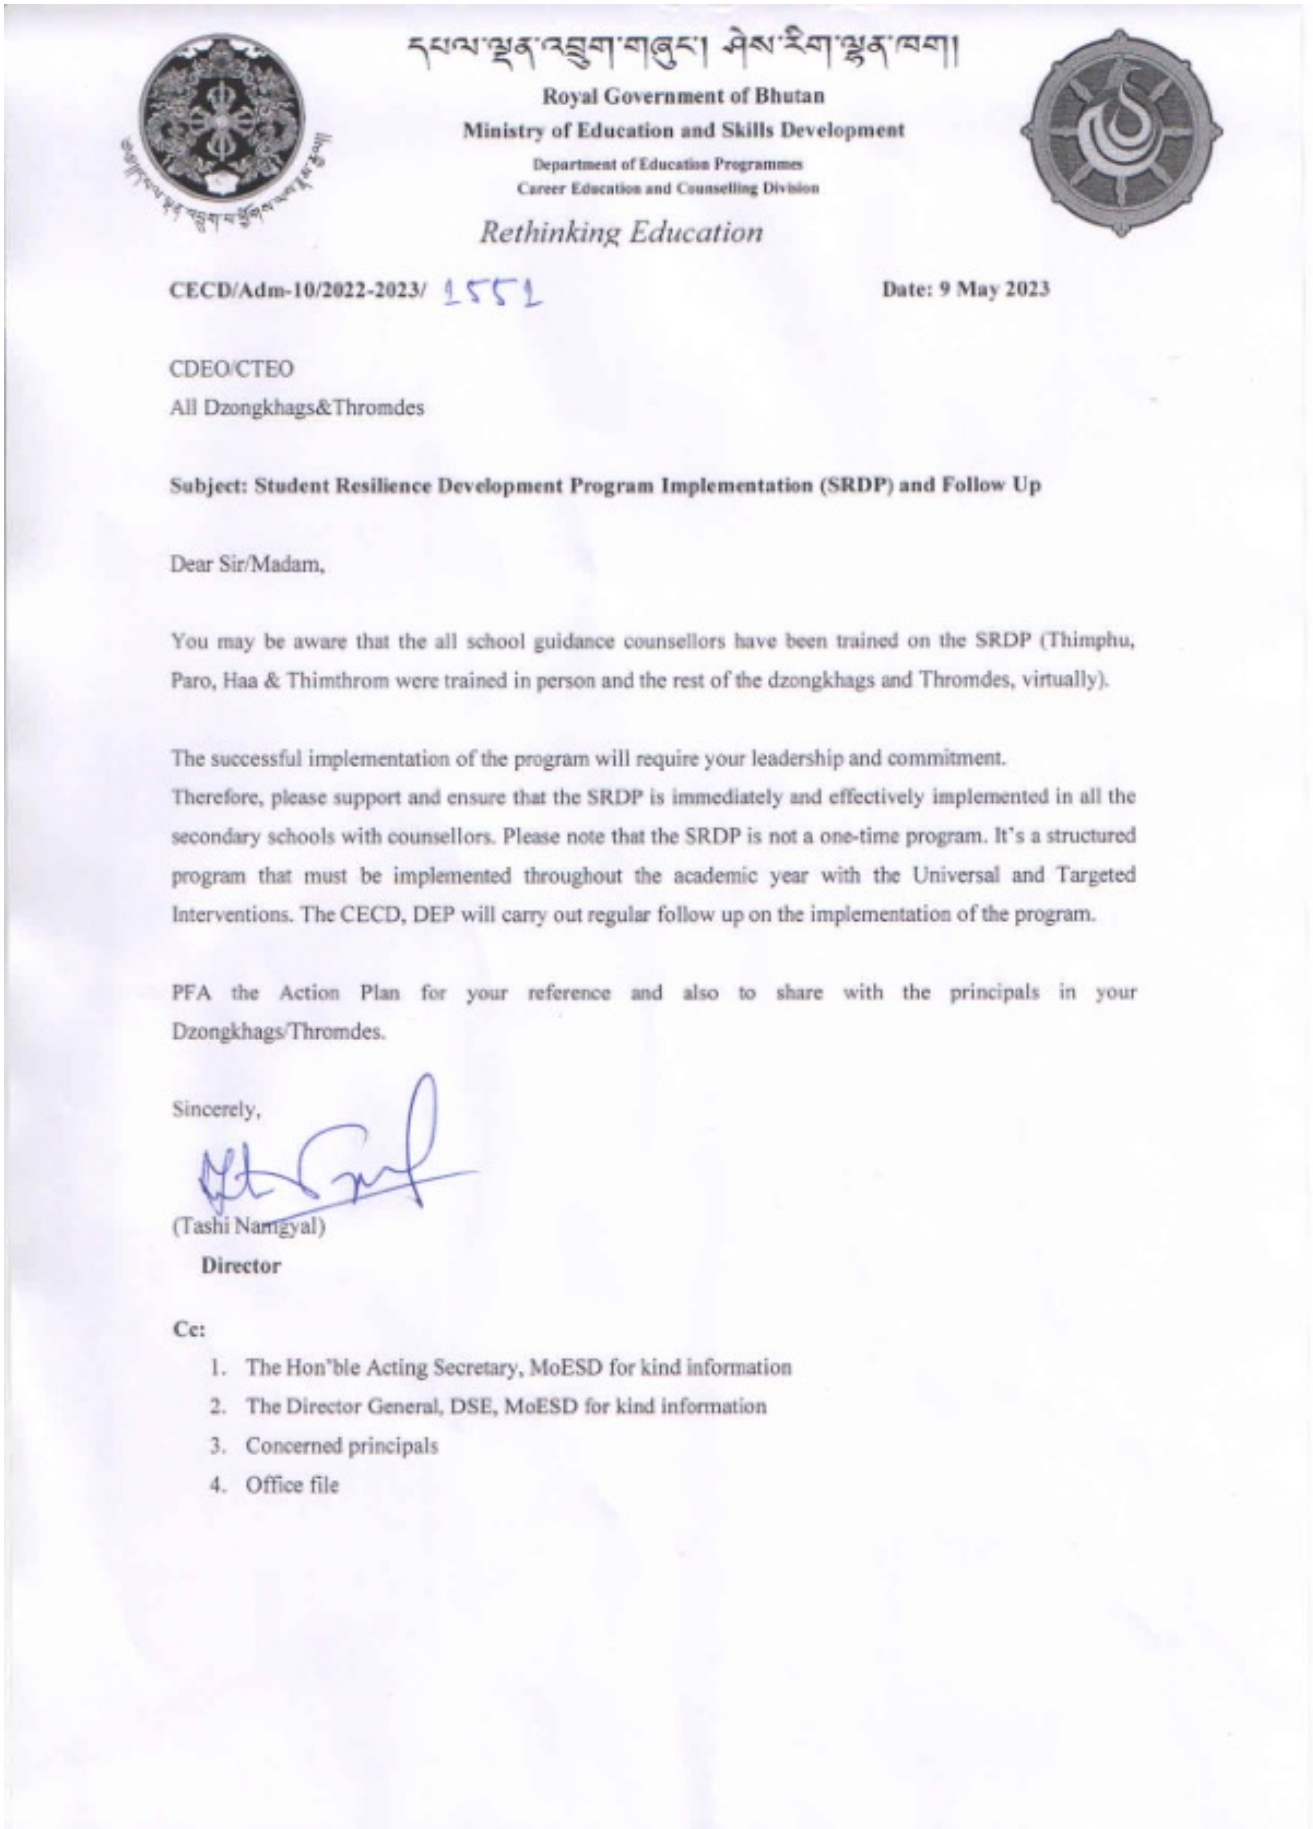 དཔལ་ལྡན་འབྲུག་གཞུང་། ཤེས་རིག་ལྷན་ཁག།
Royal Government of Bhutan
Ministry of Education and Skills Development
Department of Education Programmes
Career Education and Counselling Division
Rethinking Education
CECD/Adm-10/2022-2023/ 1551
Date: 9 May 2023
CDEO/CTEO
All Dzongkhags&Thromdes
Subject: Student Resilience Development Program Implementation (SRDP) and Follow Up
Dear Sir/Madam,
You may be aware that the all school guidance counsellors have been trained on the SRDP (Thimphu,
Paro, Haa & Thimthrom were trained in person and the rest of the dzongkhags and Thromdes, virtually).
The successful implementation of the program will require your leadership and commitment.
Therefore, please support and ensure that the SRDP is immediately and effectively implemented in all the
secondary schools with counsellors. Please note that the SRDP is not a one-time program. It's a structured
program that must be implemented throughout the academic year with the Universal and Targeted
Interventions. The CECD, DEP will carry out regular follow up on the implementation of the program.
PFA the Action Plan for your reference and also to share with the principals in your
Dzongkhags/Thromdes.
Sincerely,
(Tashi Namgyal)
Director
Cc:
1. The Hon"ble Acting Secretary, MoESD for kind information
2. The Director General, DSE, MoESD for kind information
3. Concerned principals
4. Office file